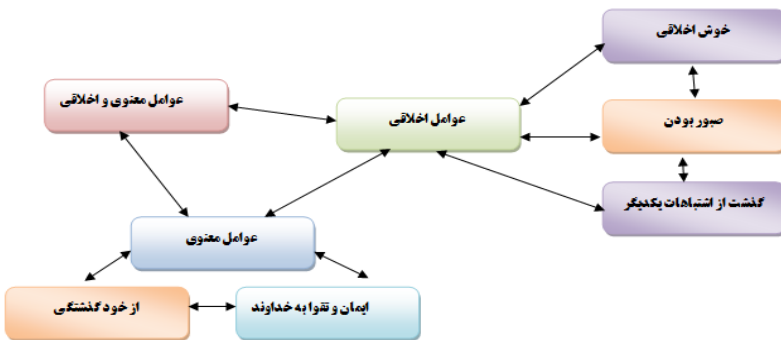 خوش اخلاقی
عوامل معنوی و اخلاقی
عوامل اخلاقی
صبور بودن
گذشت از اشتباهات یکدیگر
عوامل معنوی
ایمان و تقوا به خداوند
از خود گذشتگی